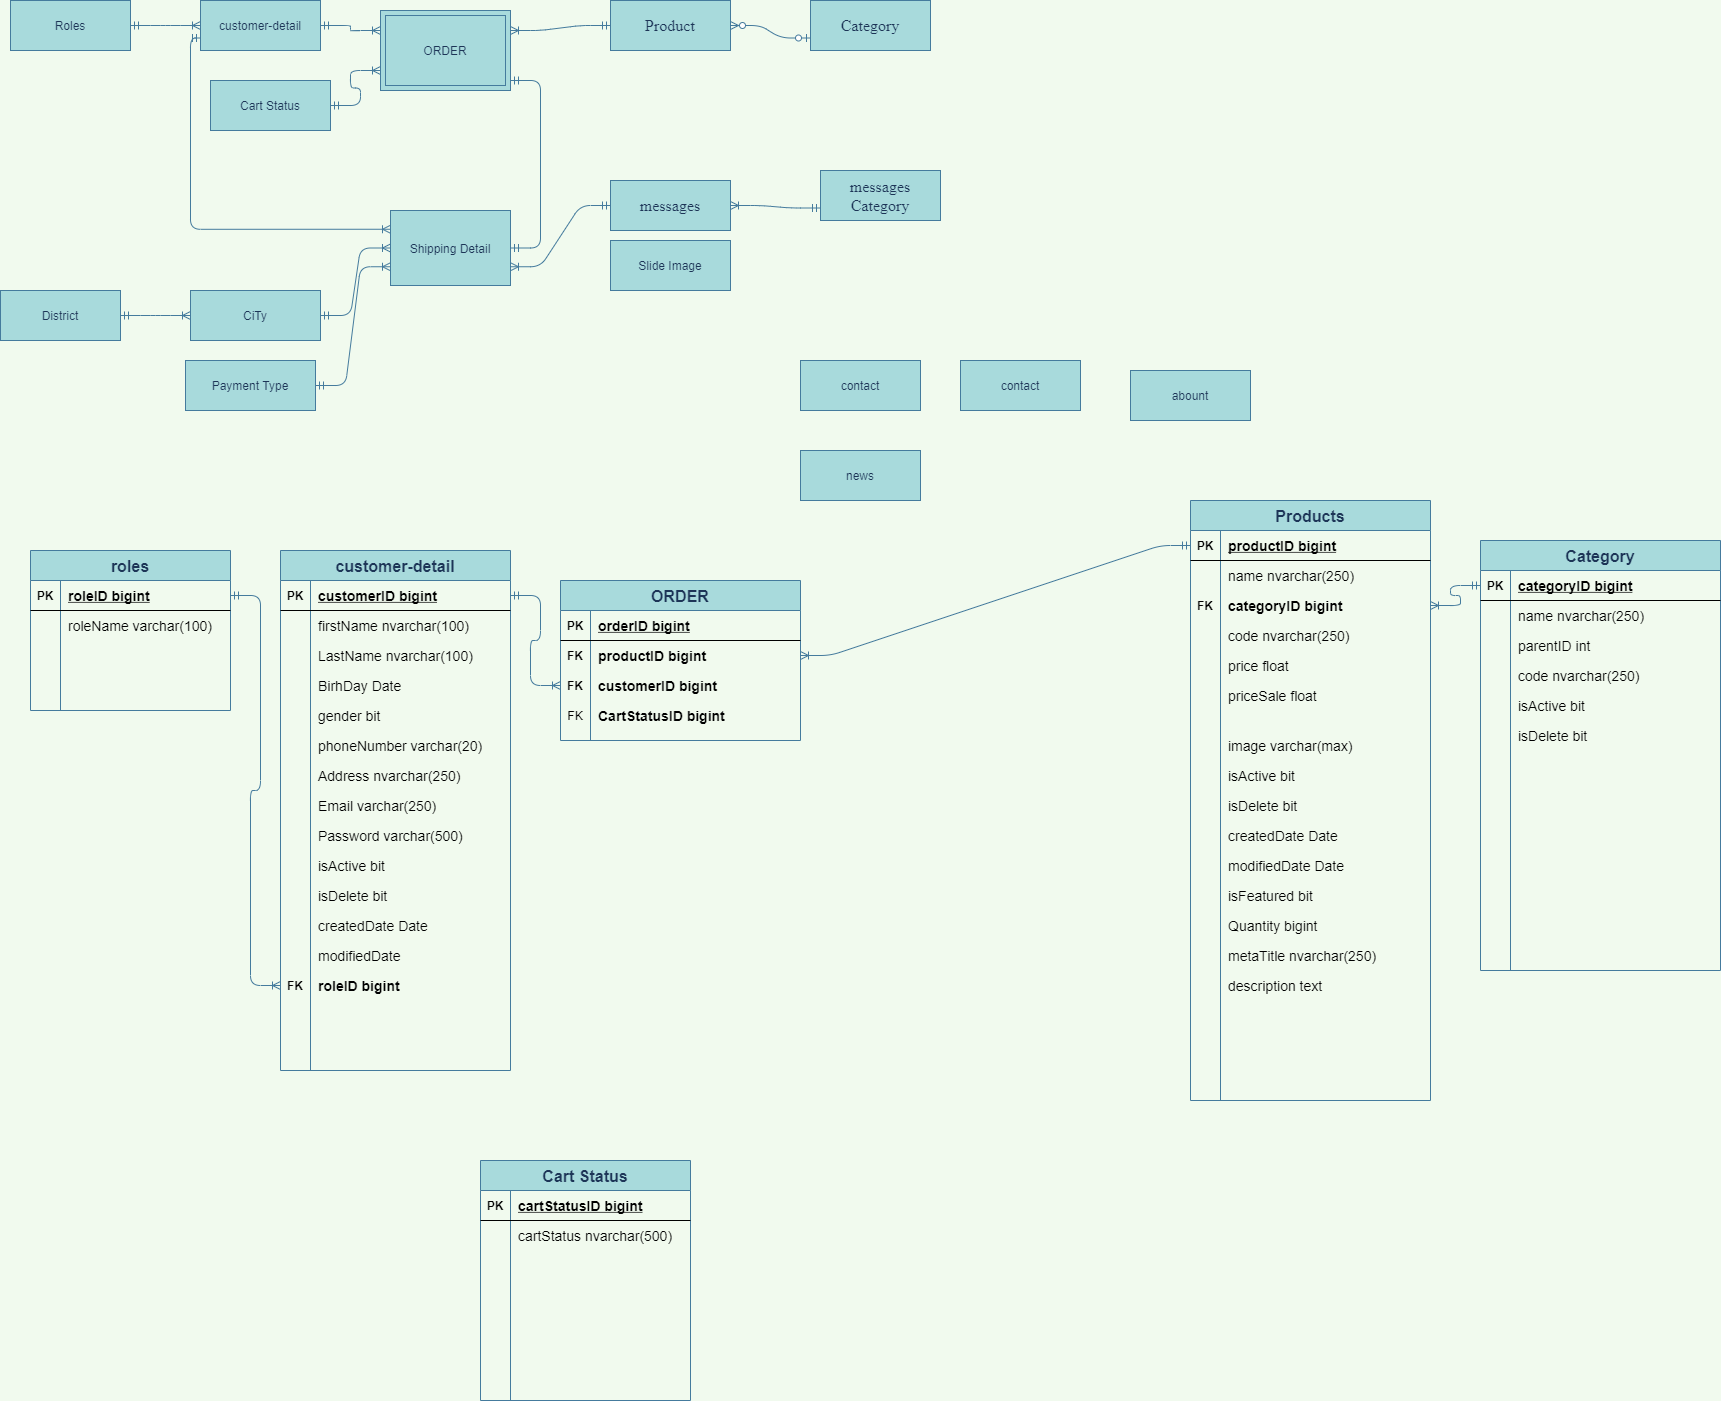 Roles
customer-detail
ORDER
Product
Category
Cart Status
messages
messages
Category
Shipping Detail
Slide Image
District
CiTy
Payment Type
contact
contact
abount
news
roles
PK roleID bigint
roleName varchar(100)
customer-detail
PK customerID bigint
firstName nvarchar(100)
LastName nvarchar(100)
BirhDay Date
gender bit
phoneNumber varchar(20)
Address nvarchar(250)
Email varchar(250)
Password varchar(500)
isActive bit
isDelete bit
createdDate Date
modifiedDate
FK roleID bigint
ORDER
PK orderID bigint
FK productID bigint
FK customerID bigint
FK CartStatusID bigint
Products
PK productID bigint
name nvarchar(250)
FK categoryID bigint
code nvarchar(250)
price float
priceSale float
image varchar(max)
isActive bit
isDelete bit
createdDate Date
modifiedDate Date
isFeatured bit
Quantity bigint
metaTitle nvarchar(250)
description text
Category
PK categoryID bigint
name nvarchar(250)
parentID int
code nvarchar(250)
isActive bit
isDelete bit
Cart Status
PK cartStatusID bigint
cartStatus nvarchar(500)